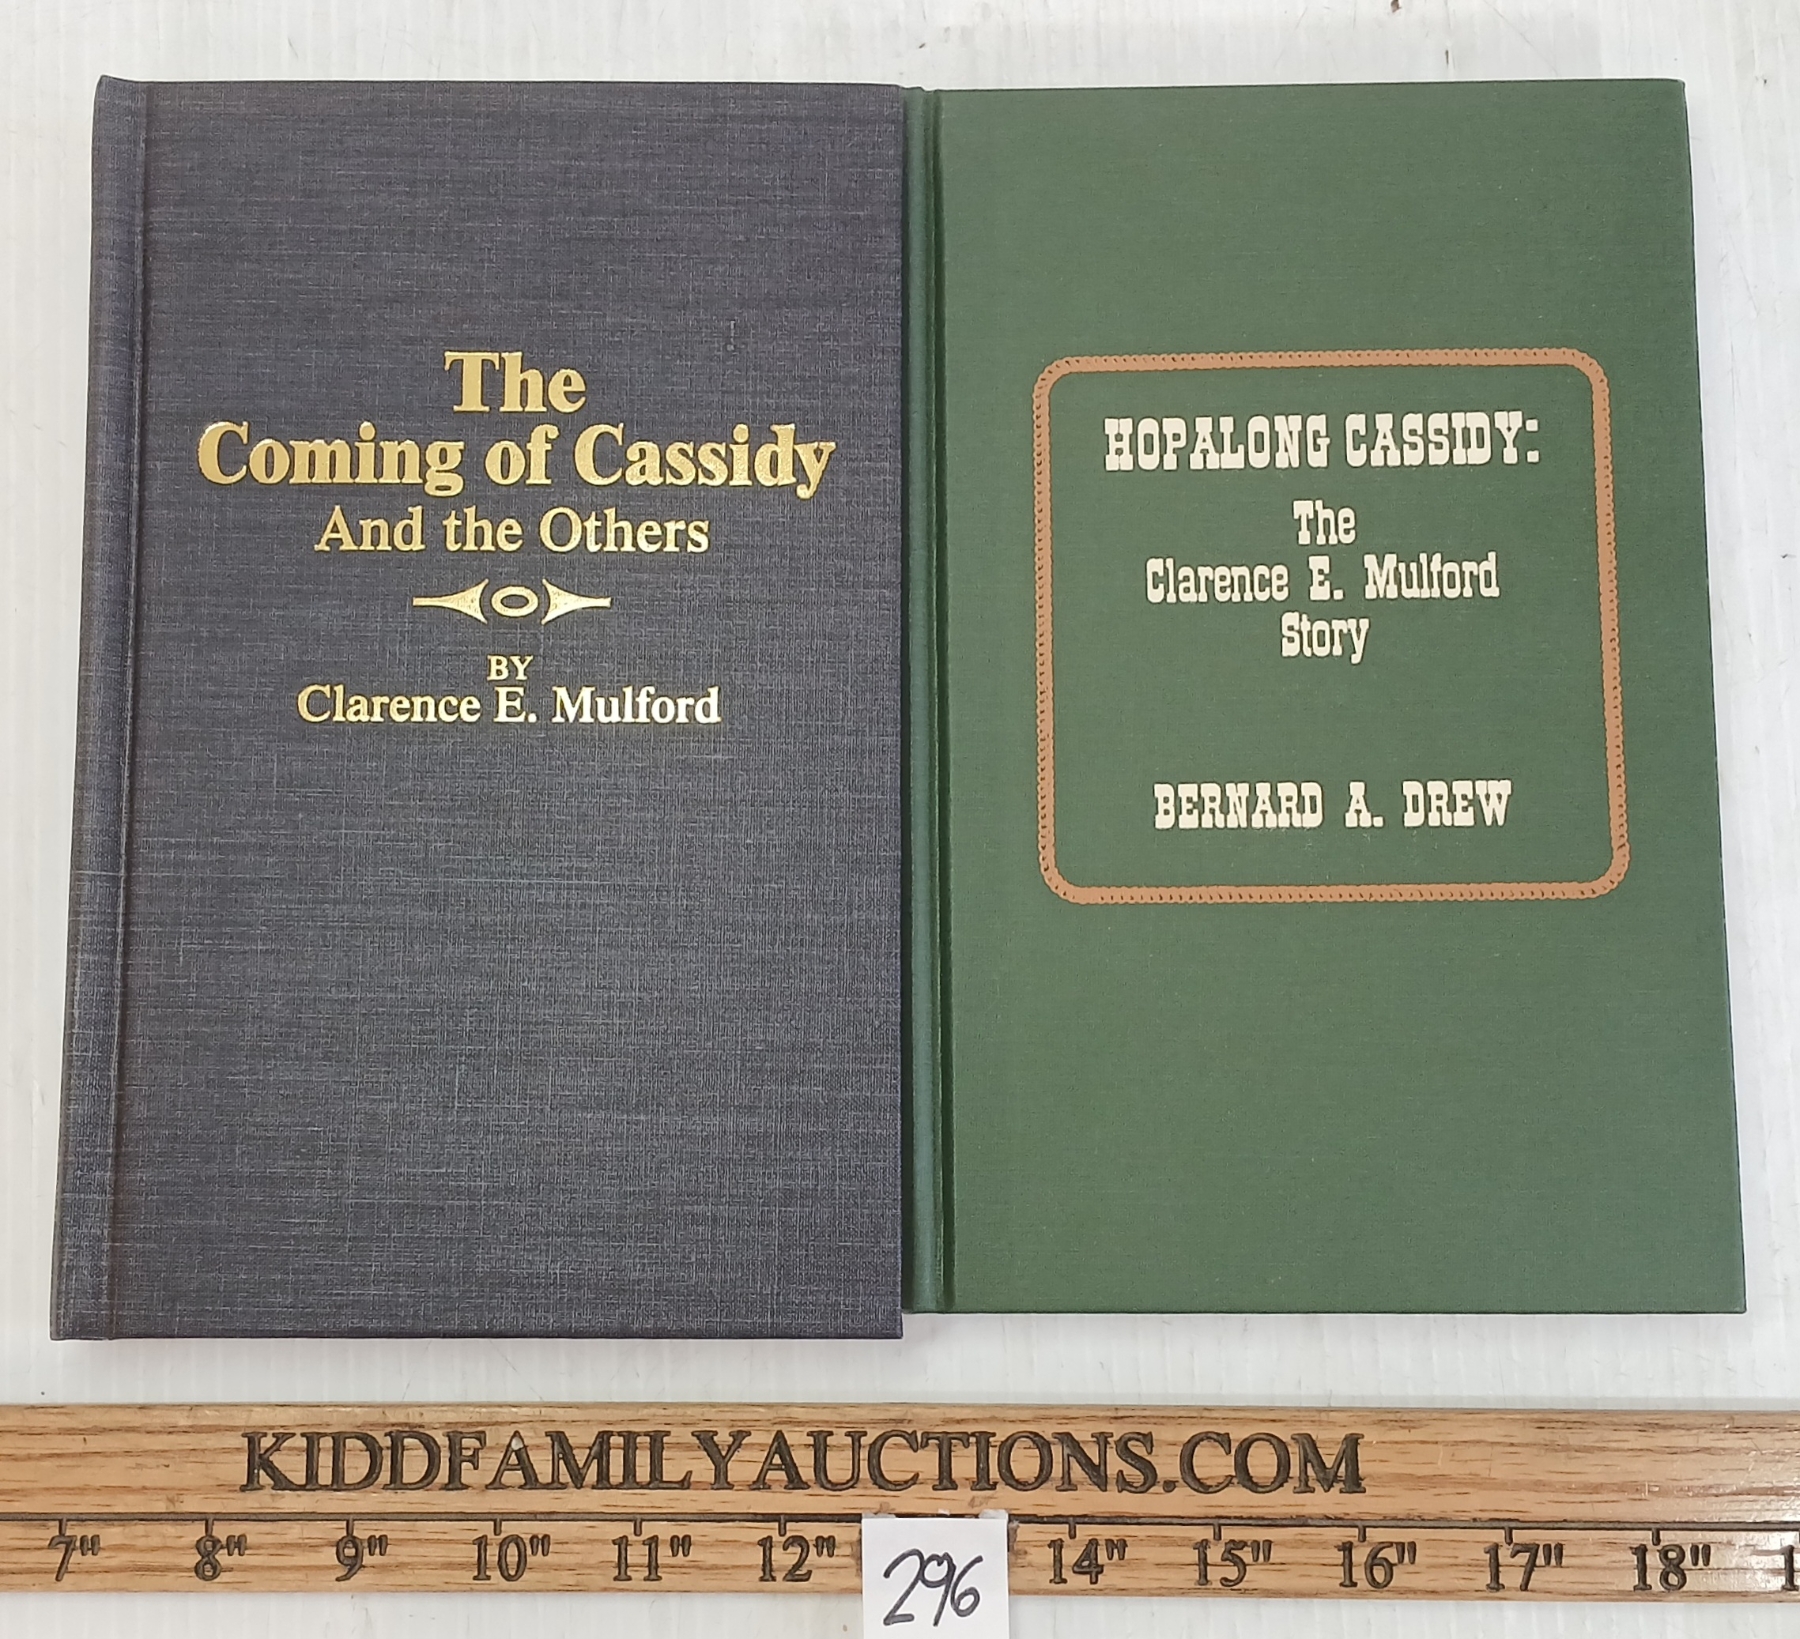 The
Coming of Cassidy
And the Others
BY
Clarence E. Mulford
HOPALONG CASSIDY:
The
Clarence E. Mulford
Story
BERNARD A. DREW
KIDDFAMILYAUCTIONS.COM
7" 8" 9" 10" 11" 12" 14" 15" 16" 17" 18"
296